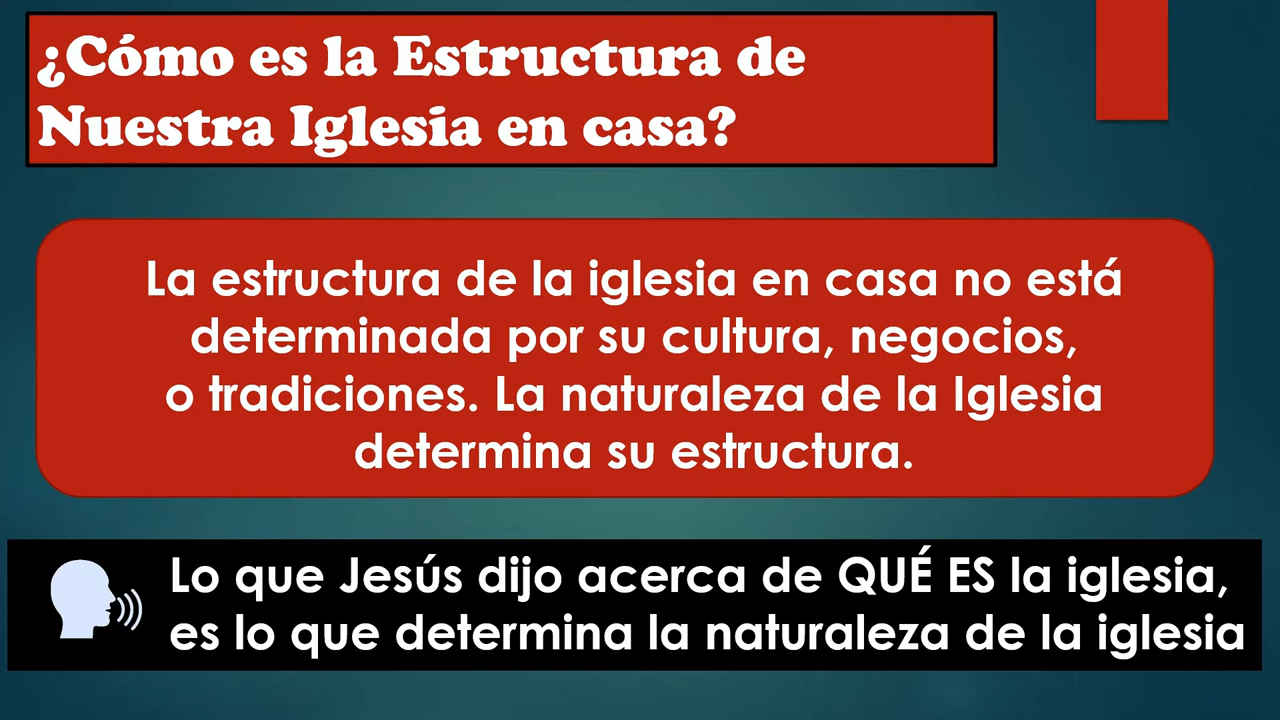 ¿Cómo es la Estructura de
Nuestra Iglesia en casa?
La estructura de la iglesia en casa no está
determinada por su cultura, negocios,
o tradiciones. La naturaleza de la Iglesia
determina su estructura.
Lo que Jesús dijo acerca de QUÉ ES la iglesia,
es lo que determina la naturaleza de la iglesia